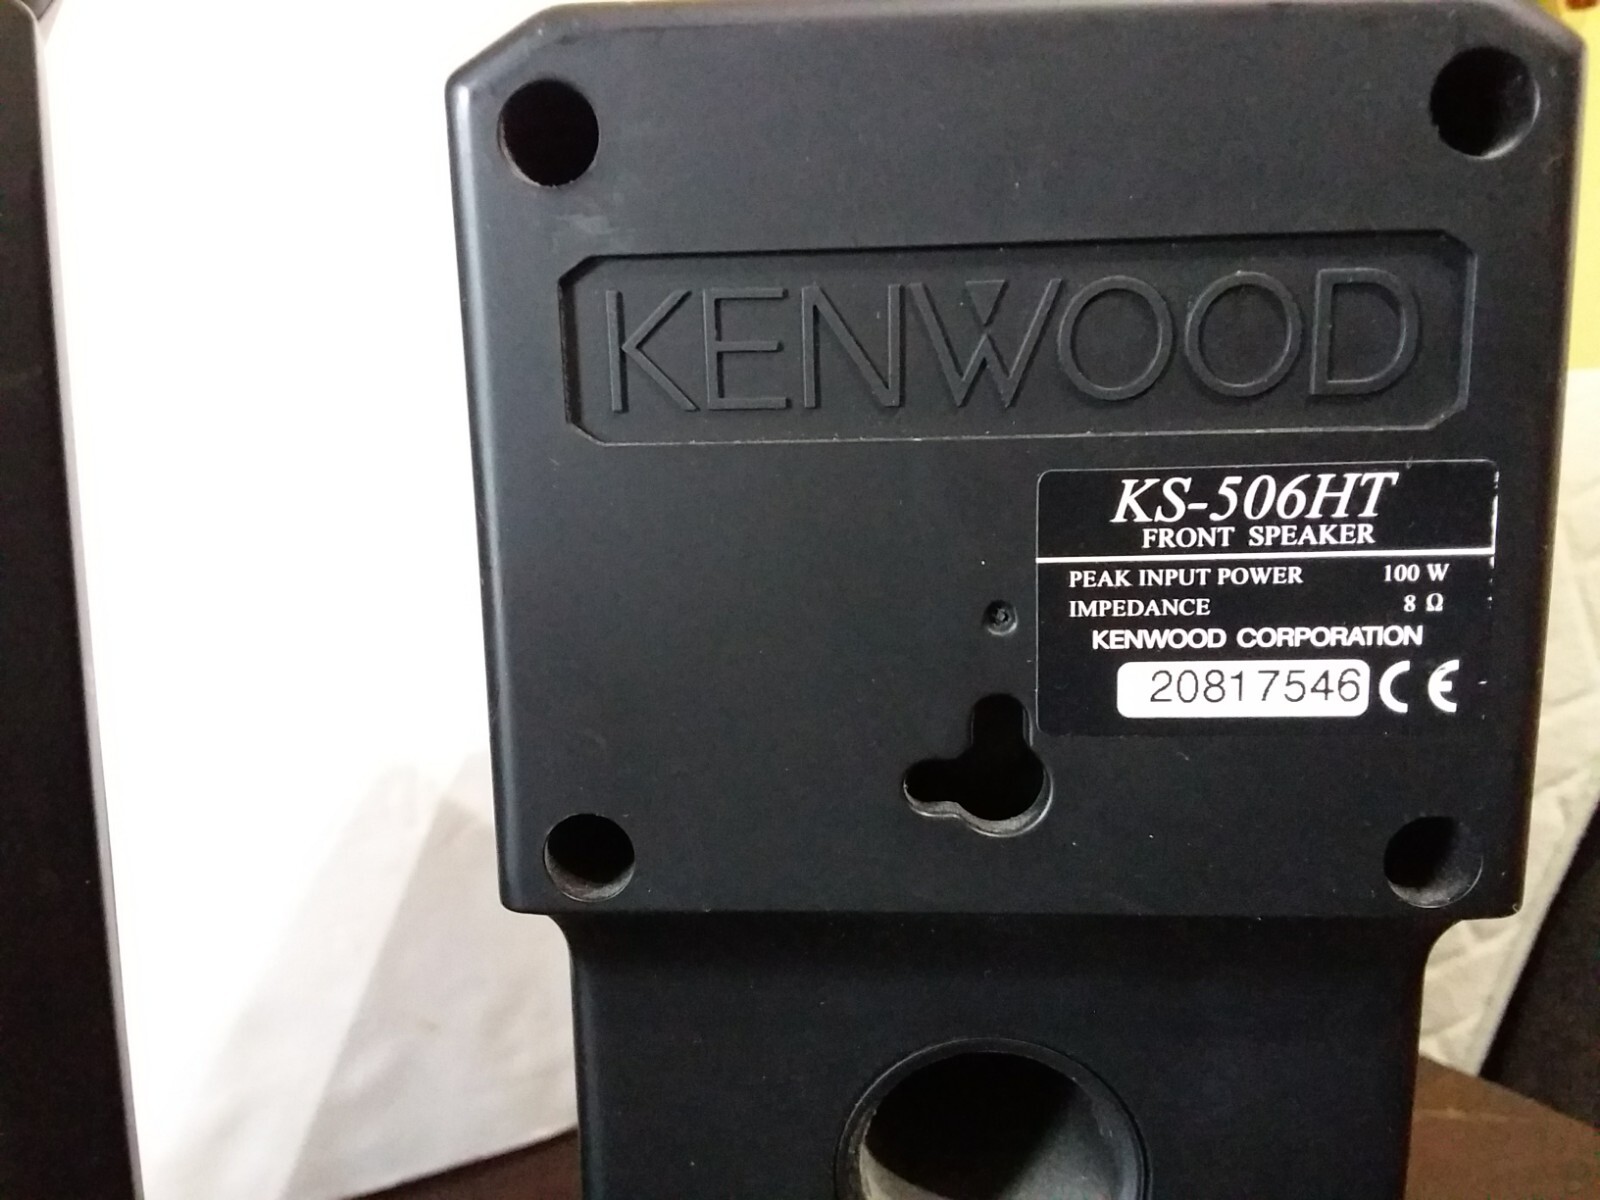 KENWOOD
KS-506HT
FRONT SPEAKER
PEAK INPUT POWER 100 W
IMPEDANCE 8 Ω
KENWOOD CORPORATION
20817546 CE